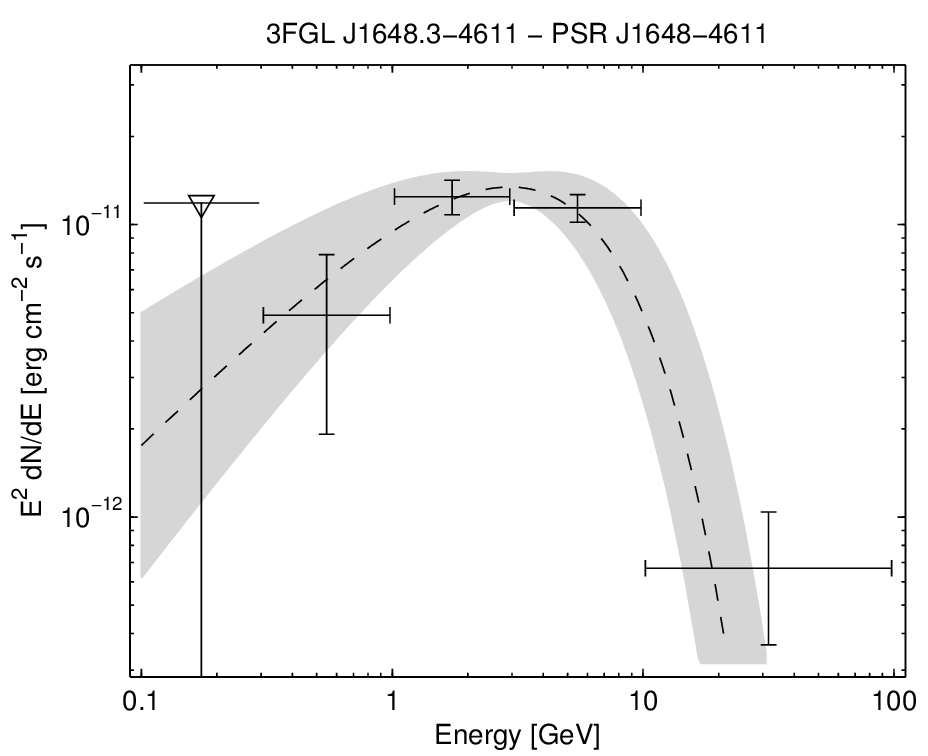 3FGL J1648.3−4611 − PSR J1648−4611
E² dN/dE [erg cm⁻² s⁻¹]
10⁻¹¹
10⁻¹²
0.1 1 10 100
Energy [GeV]